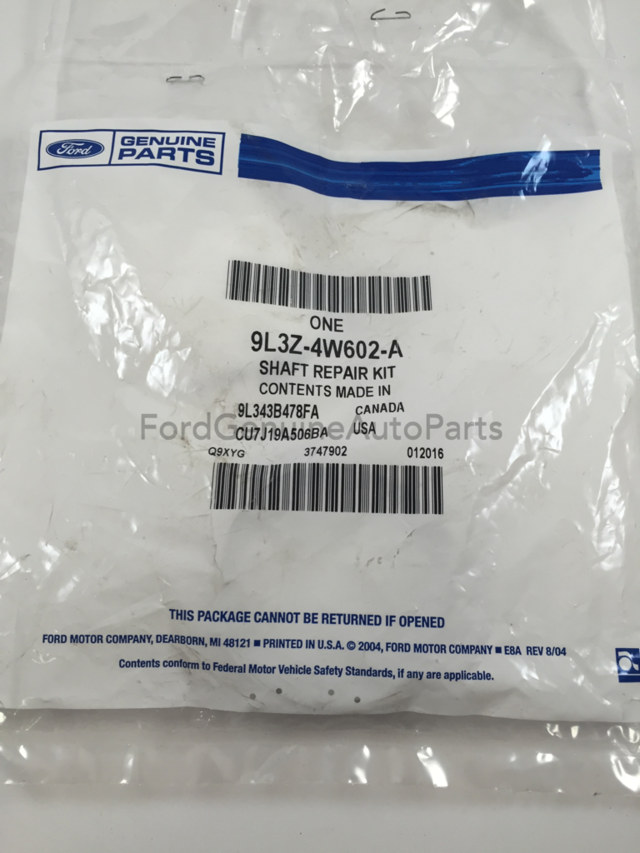 Ford
GENUINE
PARTS
ONE
9L3Z-4W602-A
SHAFT REPAIR KIT
CONTENTS MADE IN
9L343B478FA CANADA
FordGenuineAutoParts
CU7J19A506BA USA
Q9XYG 3747902 012016
THIS PACKAGE CANNOT BE RETURNED IF OPENED
FORD MOTOR COMPANY, DEARBORN, MI 48121 ■ PRINTED IN U.S.A. © 2004, FORD MOTOR COMPANY ■ E8A REV 8/04
Contents conform to Federal Motor Vehicle Safety Standards, if any are applicable.